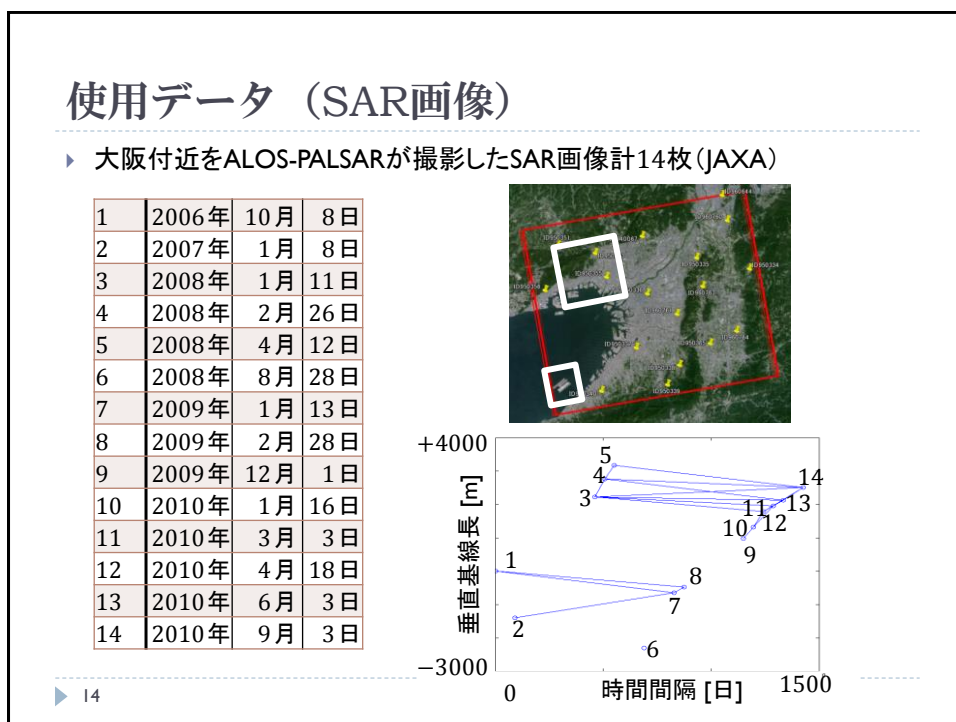 使用データ（SAR画像）
大阪付近をALOS-PALSARが撮影したSAR画像計14枚（JAXA）
1 2006年 10月 8日
2 2007年 1月 8日
3 2008年 1月 11日
4 2008年 2月 26日
5 2008年 4月 12日
6 2008年 8月 28日
7 2009年 1月 13日
8 2009年 2月 28日
9 2009年 12月 1日
10 2010年 1月 16日
11 2010年 3月 3日
12 2010年 4月 18日
13 2010年 6月 3日
14 2010年 9月 3日
ID950335
ID950334
+4000
垂直基線長 [m]
−3000
5
4
3
14
13
11
12
10
9
1
8
7
2
6
0
時間間隔 [日]
1500
14